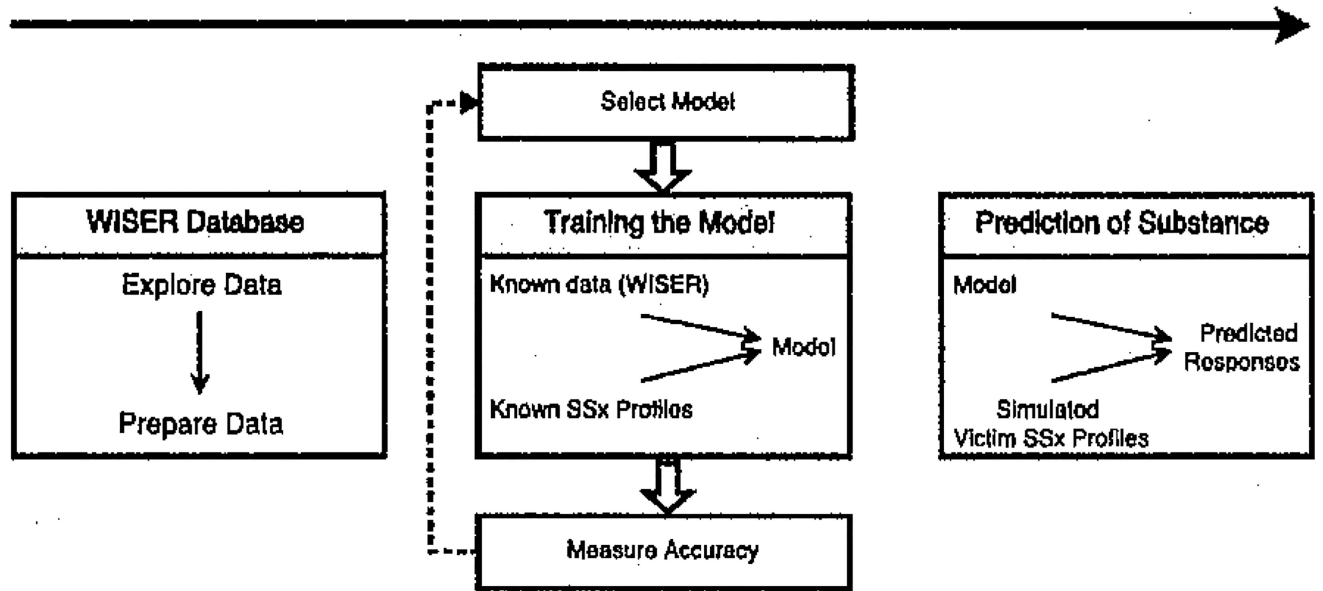 Select Model
WISER Database
Explore Data
Prepare Data
Training the Model
Known data (WISER)
Model
Known SSx Profiles
Measure Accuracy
Prediction of Substance
Model
Predicted
Responses
Simulated
Victim SSx Profiles